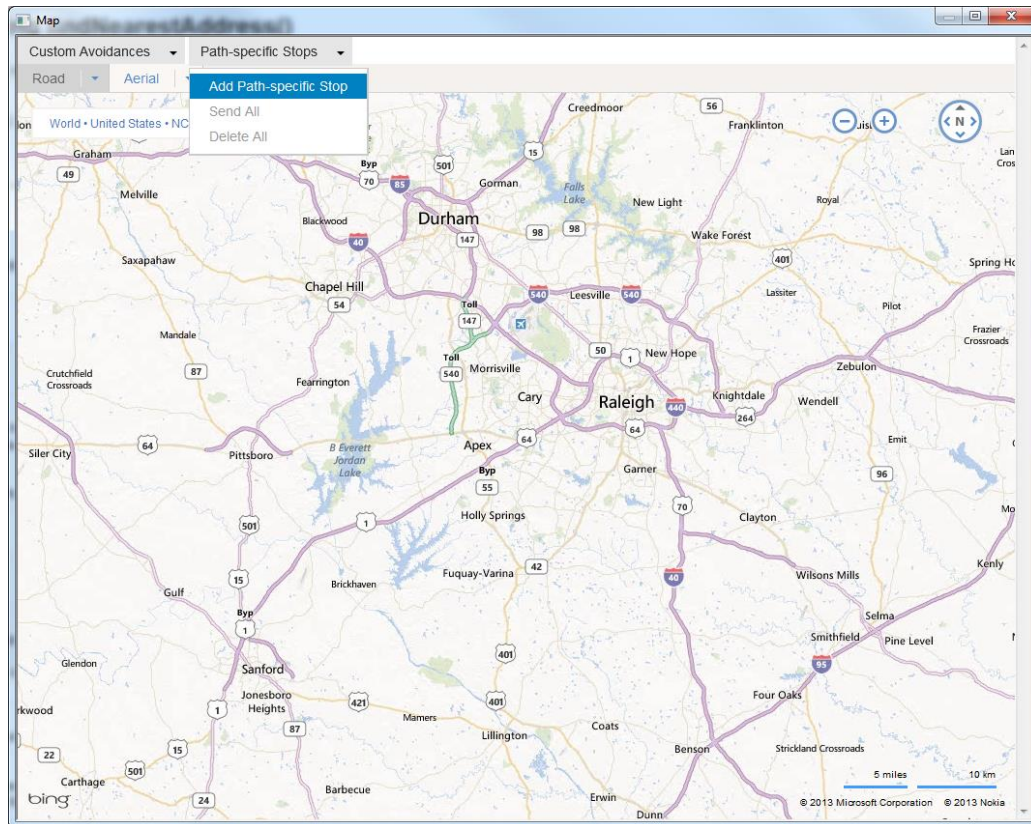 findNearestAddress()
Map
Custom Avoidances
Path-specific Stops
Road
Aerial
Add Path-specific Stop
Send All
Delete All
World • United States • NC
Creedmoor
56
Franklinton
Graham
49
Byp
70
85
501
15
Gorman
Melville
Falls
Lake
New Light
Royal
Blackwood
Durham
40
147
98
98
Wake Forest
401
Saxapahaw
Spring Ho
Chapel Hill
54
Toll
147
540
Leesville
540
Lassiter
Pilot
Mandale
Toll
540
Morrisville
50
1
New Hope
Frazier
Crossroads
Zebulon
Crutchfield
Crossroads
87
Fearrington
Cary
Raleigh
440
Knightdale
264
Wendell
64
Siler City
64
Pittsboro
B Everett
Jordan
Lake
Apex
64
Emit
Byp
55
Garner
96
70
Holly Springs
Clayton
501
1
15
Gulf
Brickhaven
Fuquay-Varina
42
40
Wilsons Mills
Kenly
Byp
1
Selma
Smithfield
Pine Level
Glendon
Sanford
401
95
Jonesboro
Heights
421
401
Four Oaks
rkwood
1
87
Mamers
Lillington
Coats
Benson
Strickland Crossroads
22
15
501
Carthage
24
Barbecue
Erwin
Dunn
5 miles
10 km
bing
© 2013 Microsoft Corporation
© 2013 Nokia
N